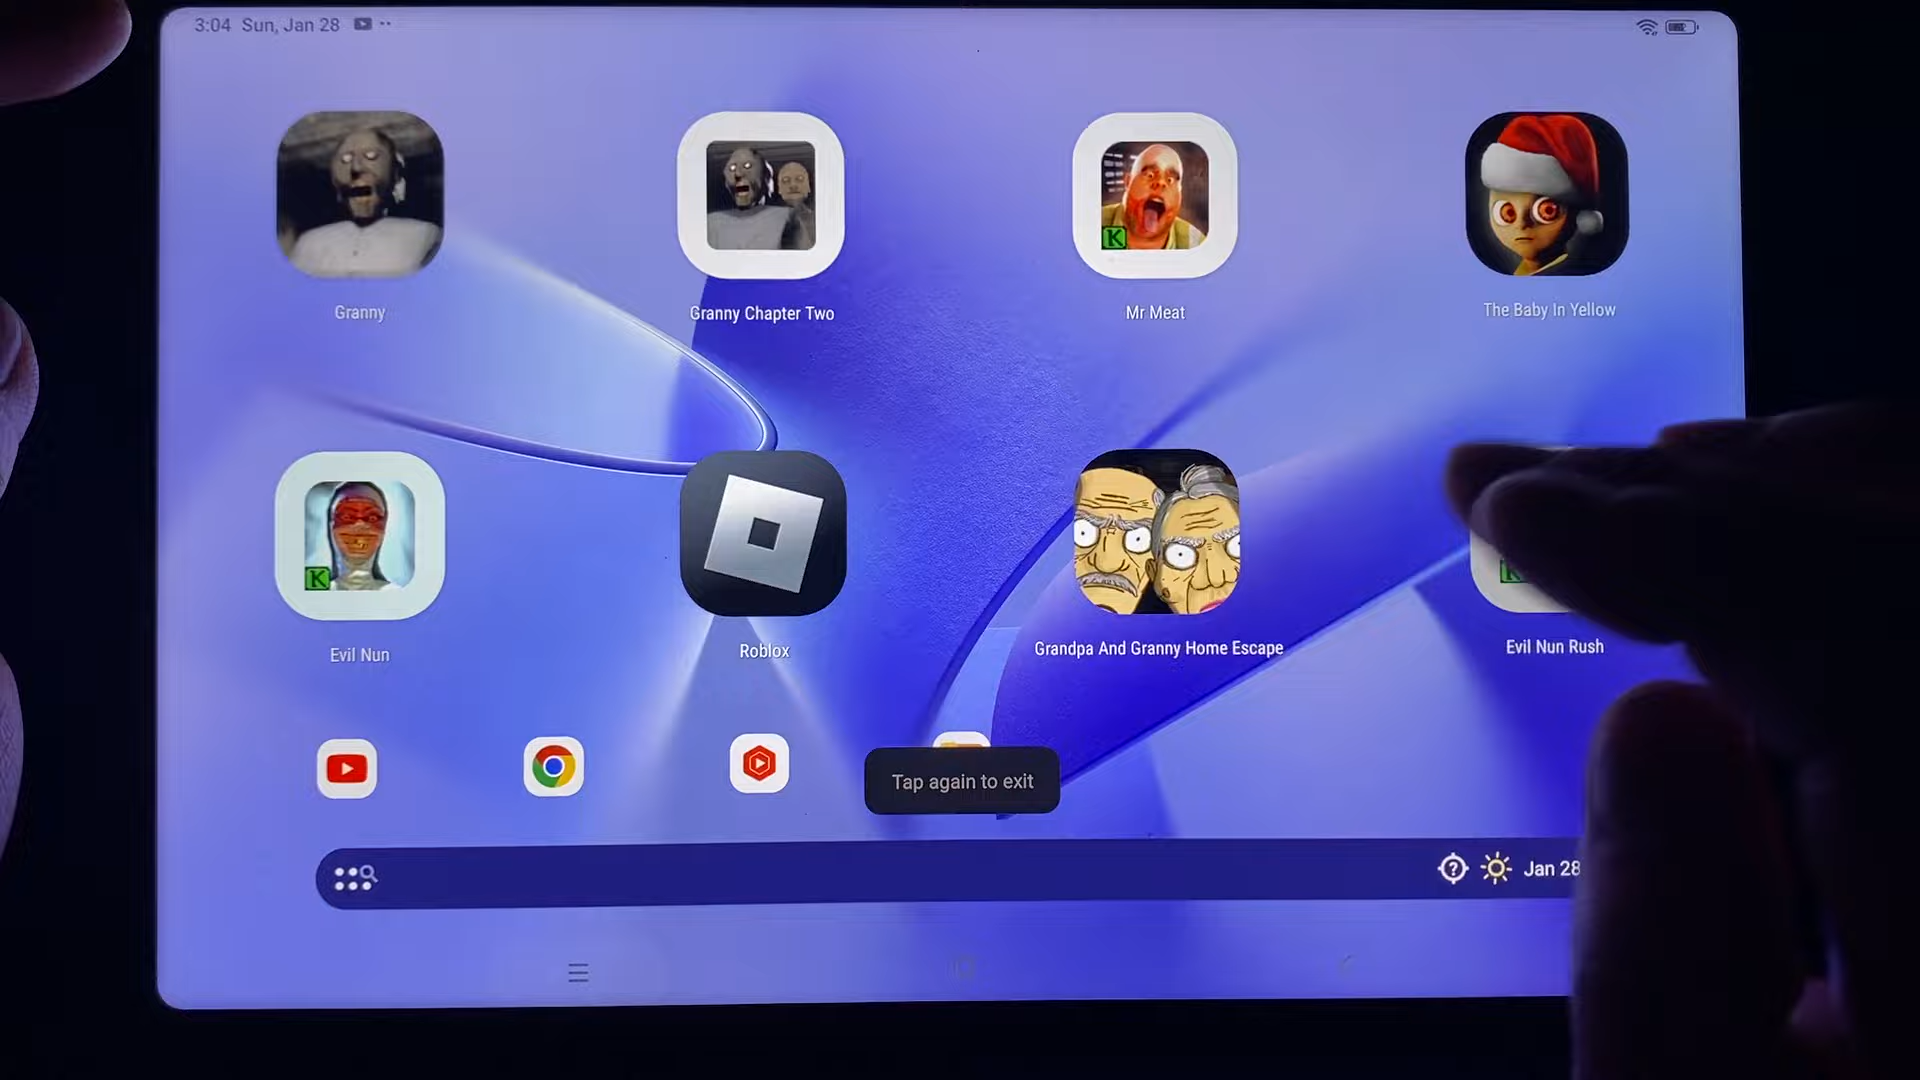 3:04 Sun, Jan 28
Granny
Granny Chapter Two
K
Mr Meat
The Baby In Yellow
K
Evil Nun
Roblox
Grandpa And Granny Home Escape
K
Evil Nun Rush
Tap again to exit
? Jan 28